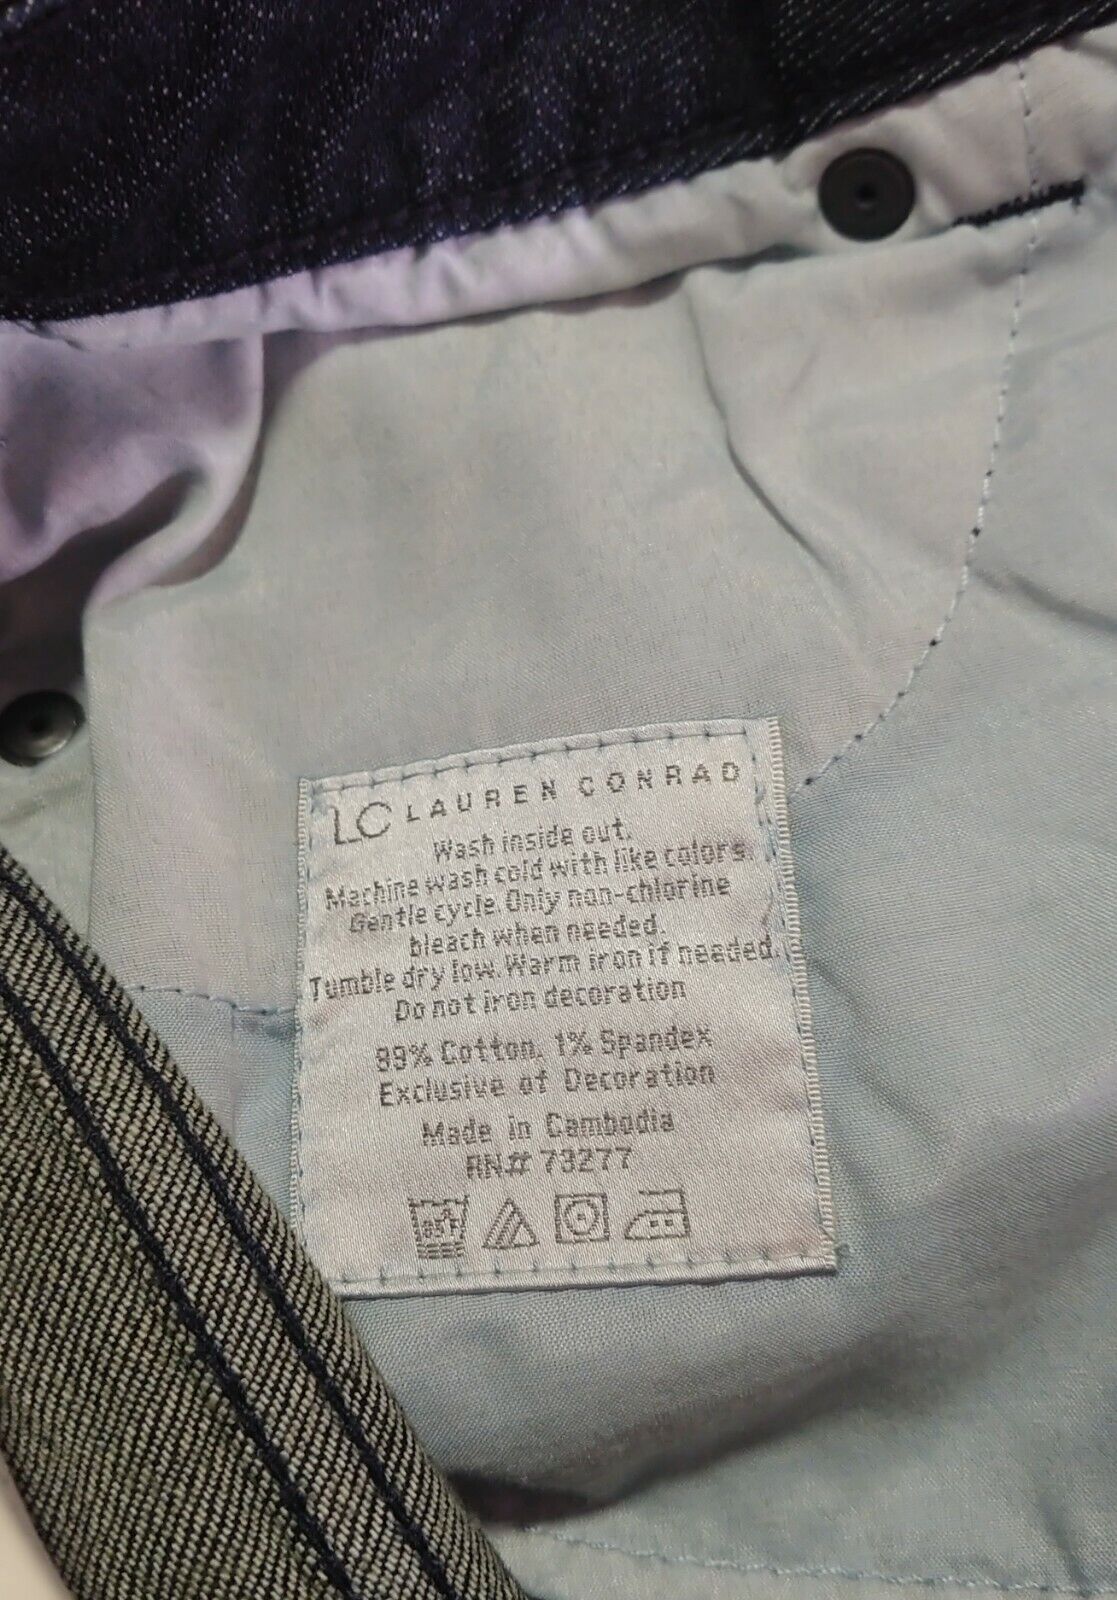 LC LAUREN CONRAD
Wash inside out.
Machine wash cold with like colors.
Gentle cycle. Only non-chlorine
bleach when needed.
Tumble dry low. Warm iron if needed.
Do not iron decoration
99% Cotton, 1% Spandex
Exclusive of Decoration
Made in Cambodia
RN# 73277
85F